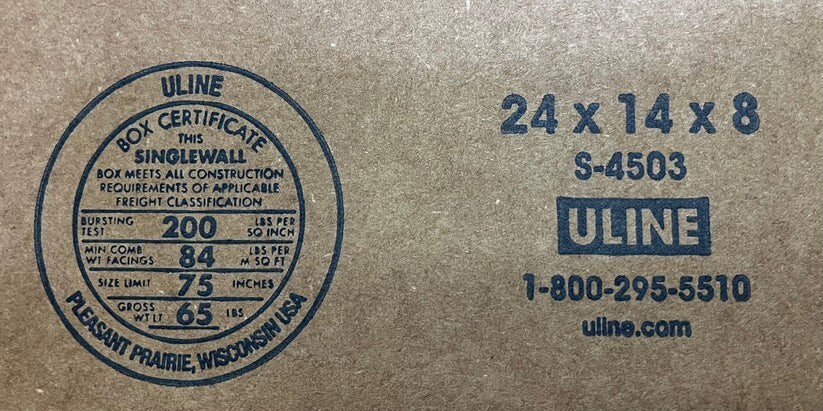 ULINE
BOX CERTIFICATE
THIS
SINGLEWALL
BOX MEETS ALL CONSTRUCTION
REQUIREMENTS OF APPLICABLE
FREIGHT CLASSIFICATION
BURSTING TEST 200 LBS PER SQ INCH
MIN COMB WT FACINGS 84 LBS PER M SQ FT
SIZE LIMIT 75 INCHES
GROSS WT LT 65 LBS
PLEASANT PRAIRIE, WISCONSIN USA
24 x 14 x 8
S-4503
ULINE
1-800-295-5510
uline.com